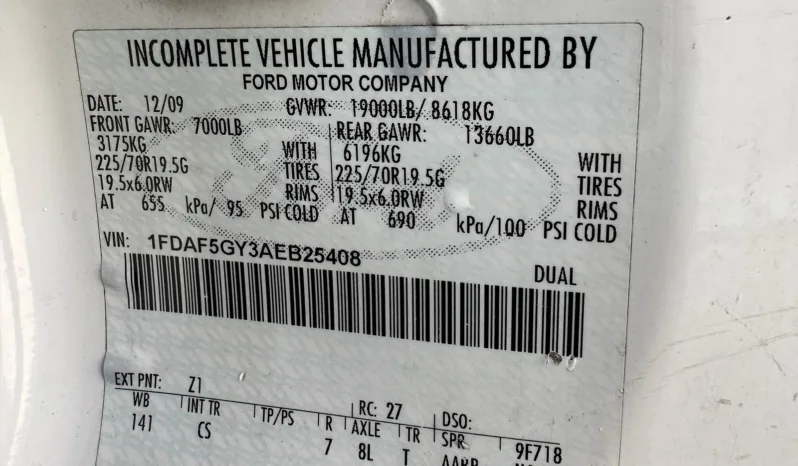 INCOMPLETE VEHICLE MANUFACTURED BY
FORD MOTOR COMPANY
DATE: 12/09 GVWR: 19000LB/ 8618KG
FRONT GAWR: 7000LB REAR GAWR: 13660LB
3175KG WITH 6196KG WITH
225/70R19.5G TIRES 225/70R19.5G TIRES
19.5x6.0RW RIMS 19.5x6.0RW RIMS
AT 655 kPa/ 95 PSI COLD AT 690 kPa/100 PSI COLD
VIN: 1FDAF5GY3AEB25408
DUAL
EXT PNT: Z1 RC: 27 DSO:
WB INT TR TP/PS R AXLE TR SPR 9F718
141 CS 7 8L T